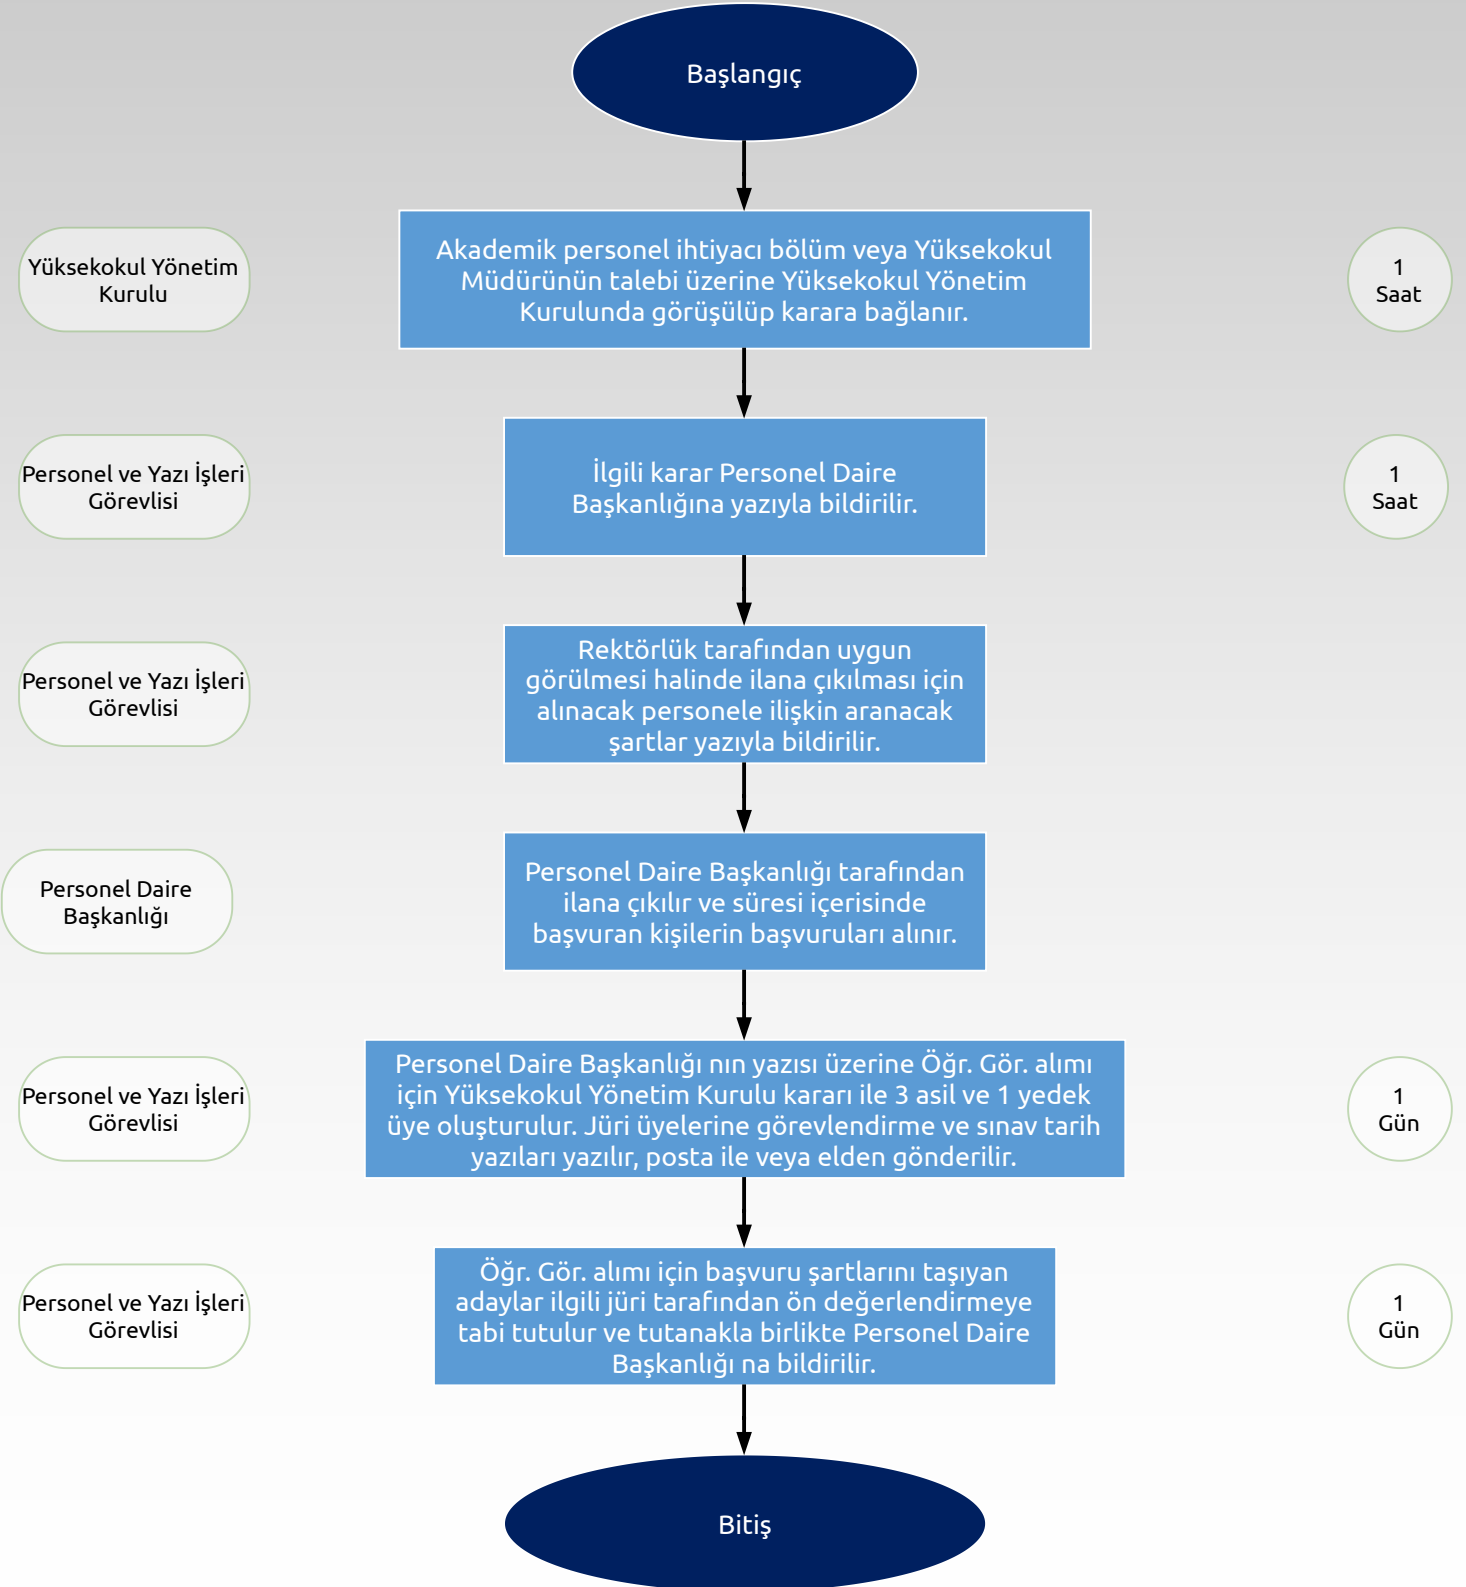 Başlangıç
Yüksekokul Yönetim
Kurulu
Akademik personel ihtiyacı bölüm veya Yüksekokul
Müdürünün talebi üzerine Yüksekokul Yönetim
Kurulunda görüşülüp karara bağlanır.
1
Saat
Personel ve Yazı İşleri
Görevlisi
İlgili karar Personel Daire
Başkanlığına yazıyla bildirilir.
1
Saat
Personel ve Yazı İşleri
Görevlisi
Rektörlük tarafından uygun
görülmesi halinde ilana çıkılması için
alınacak personele ilişkin aranacak
şartlar yazıyla bildirilir.
Personel Daire
Başkanlığı
Personel Daire Başkanlığı tarafından
ilana çıkılır ve süresi içerisinde
başvuran kişilerin başvuruları alınır.
Personel ve Yazı İşleri
Görevlisi
Personel Daire Başkanlığı nın yazısı üzerine Öğr. Gör. alımı
için Yüksekokul Yönetim Kurulu kararı ile 3 asil ve 1 yedek
üye oluşturulur. Jüri üyelerine görevlendirme ve sınav tarih
yazıları yazılır, posta ile veya elden gönderilir.
1
Gün
Personel ve Yazı İşleri
Görevlisi
Öğr. Gör. alımı için başvuru şartlarını taşıyan
adaylar ilgili jüri tarafından ön değerlendirmeye
tabi tutulur ve tutanakla birlikte Personel Daire
Başkanlığı na bildirilir.
1
Gün
Bitiş